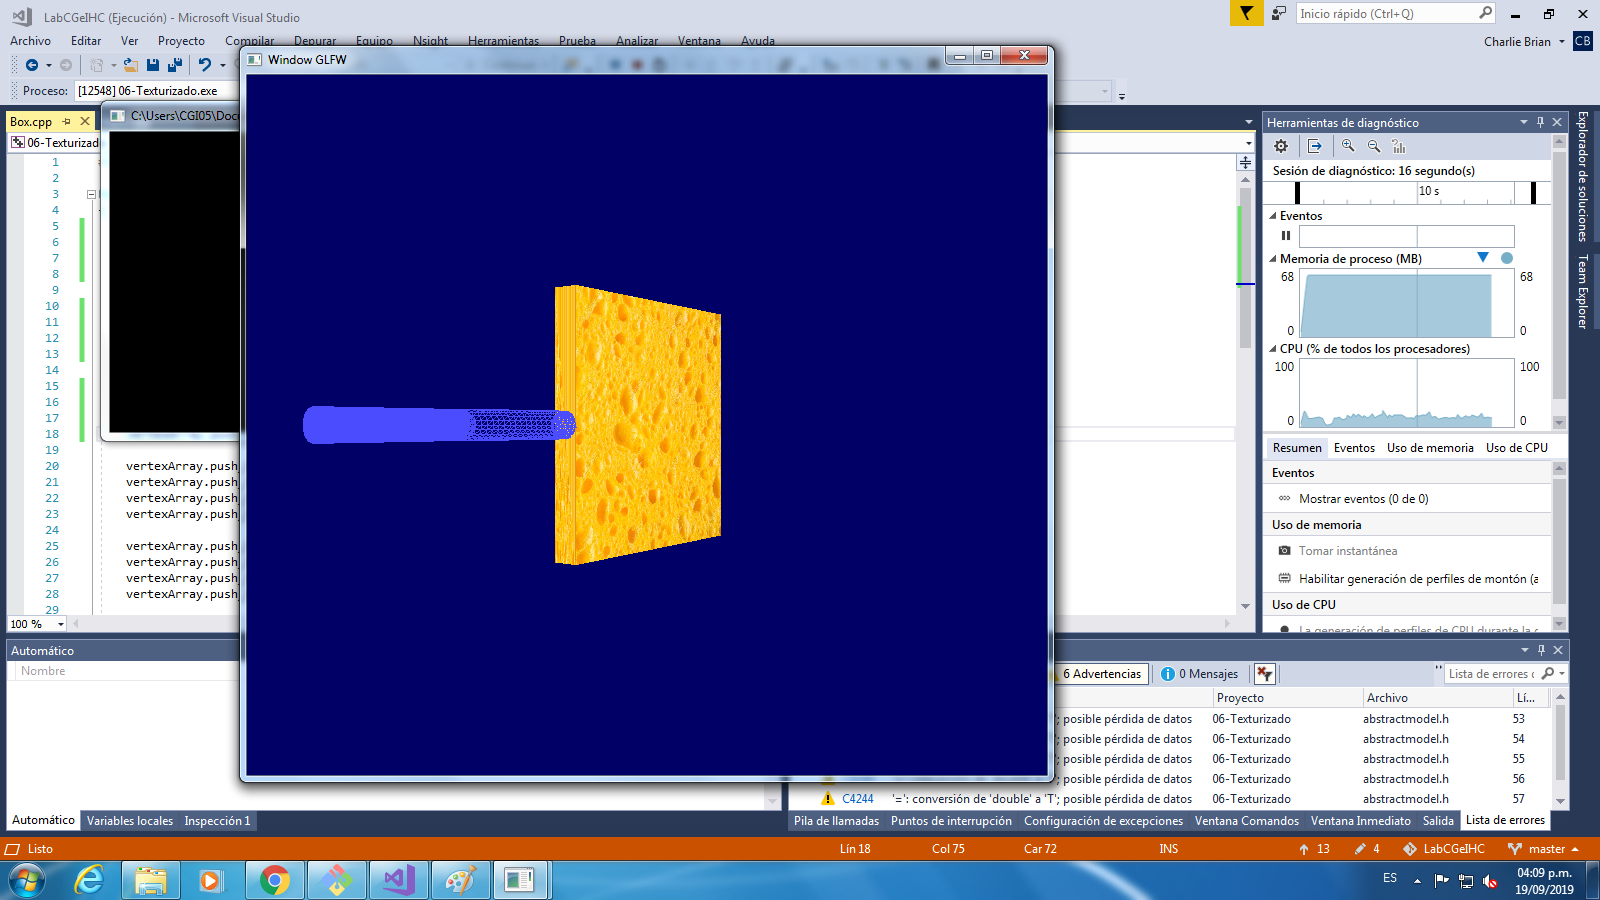 LabCGeIHC (Ejecución) - Microsoft Visual Studio
Inicio rápido (Ctrl+Q)
Archivo Editar Ver Proyecto Compilar Depurar Equipo Nsight Herramientas Prueba Analizar Ventana Ayuda
Charlie Brian CB
Window GLFW
Proceso: [12548] 06-Texturizado.exe
C:\Users\CGI05\Docu
Box.cpp
06-Texturizado
1
2
3
4
5
6
7
8
9
10
11
12
13
14
15
16
17
18
19
20 vertexArray.push
21 vertexArray.push
22 vertexArray.push
23 vertexArray.push
24
25 vertexArray.push
26 vertexArray.push
27 vertexArray.push
28 vertexArray.push
29
100 %
Herramientas de diagnóstico
Sesión de diagnóstico: 16 segundo(s)
10 s
Eventos
Memoria de proceso (MB)
68 68
0 0
CPU (% de todos los procesadores)
100 100
0 0
Resumen Eventos Uso de memoria Uso de CPU
Eventos
Mostrar eventos (0 de 0)
Uso de memoria
Tomar instantánea
Habilitar generación de perfiles de montón (a
Uso de CPU
La generación de perfiles de CPU durante la
Explorador de soluciones
Team Explorer
Automático
Nombre
6 Advertencias 0 Mensajes
Lista de errores
Proyecto Archivo Lí...
'; posible pérdida de datos 06-Texturizado abstractmodel.h 53
'; posible pérdida de datos 06-Texturizado abstractmodel.h 54
'; posible pérdida de datos 06-Texturizado abstractmodel.h 55
'; posible pérdida de datos 06-Texturizado abstractmodel.h 56
C4244 '=': conversión de 'double' a 'T'; posible pérdida de datos 06-Texturizado abstractmodel.h 57
Automático Variables locales Inspección 1
Pila de llamadas Puntos de interrupción Configuración de excepciones Ventana Comandos Ventana Inmediato Salida Lista de errores
Listo Lín 18 Col 75 Car 72 INS 13 4 LabCGeIHC master
ES
04:09 p.m.
19/09/2019